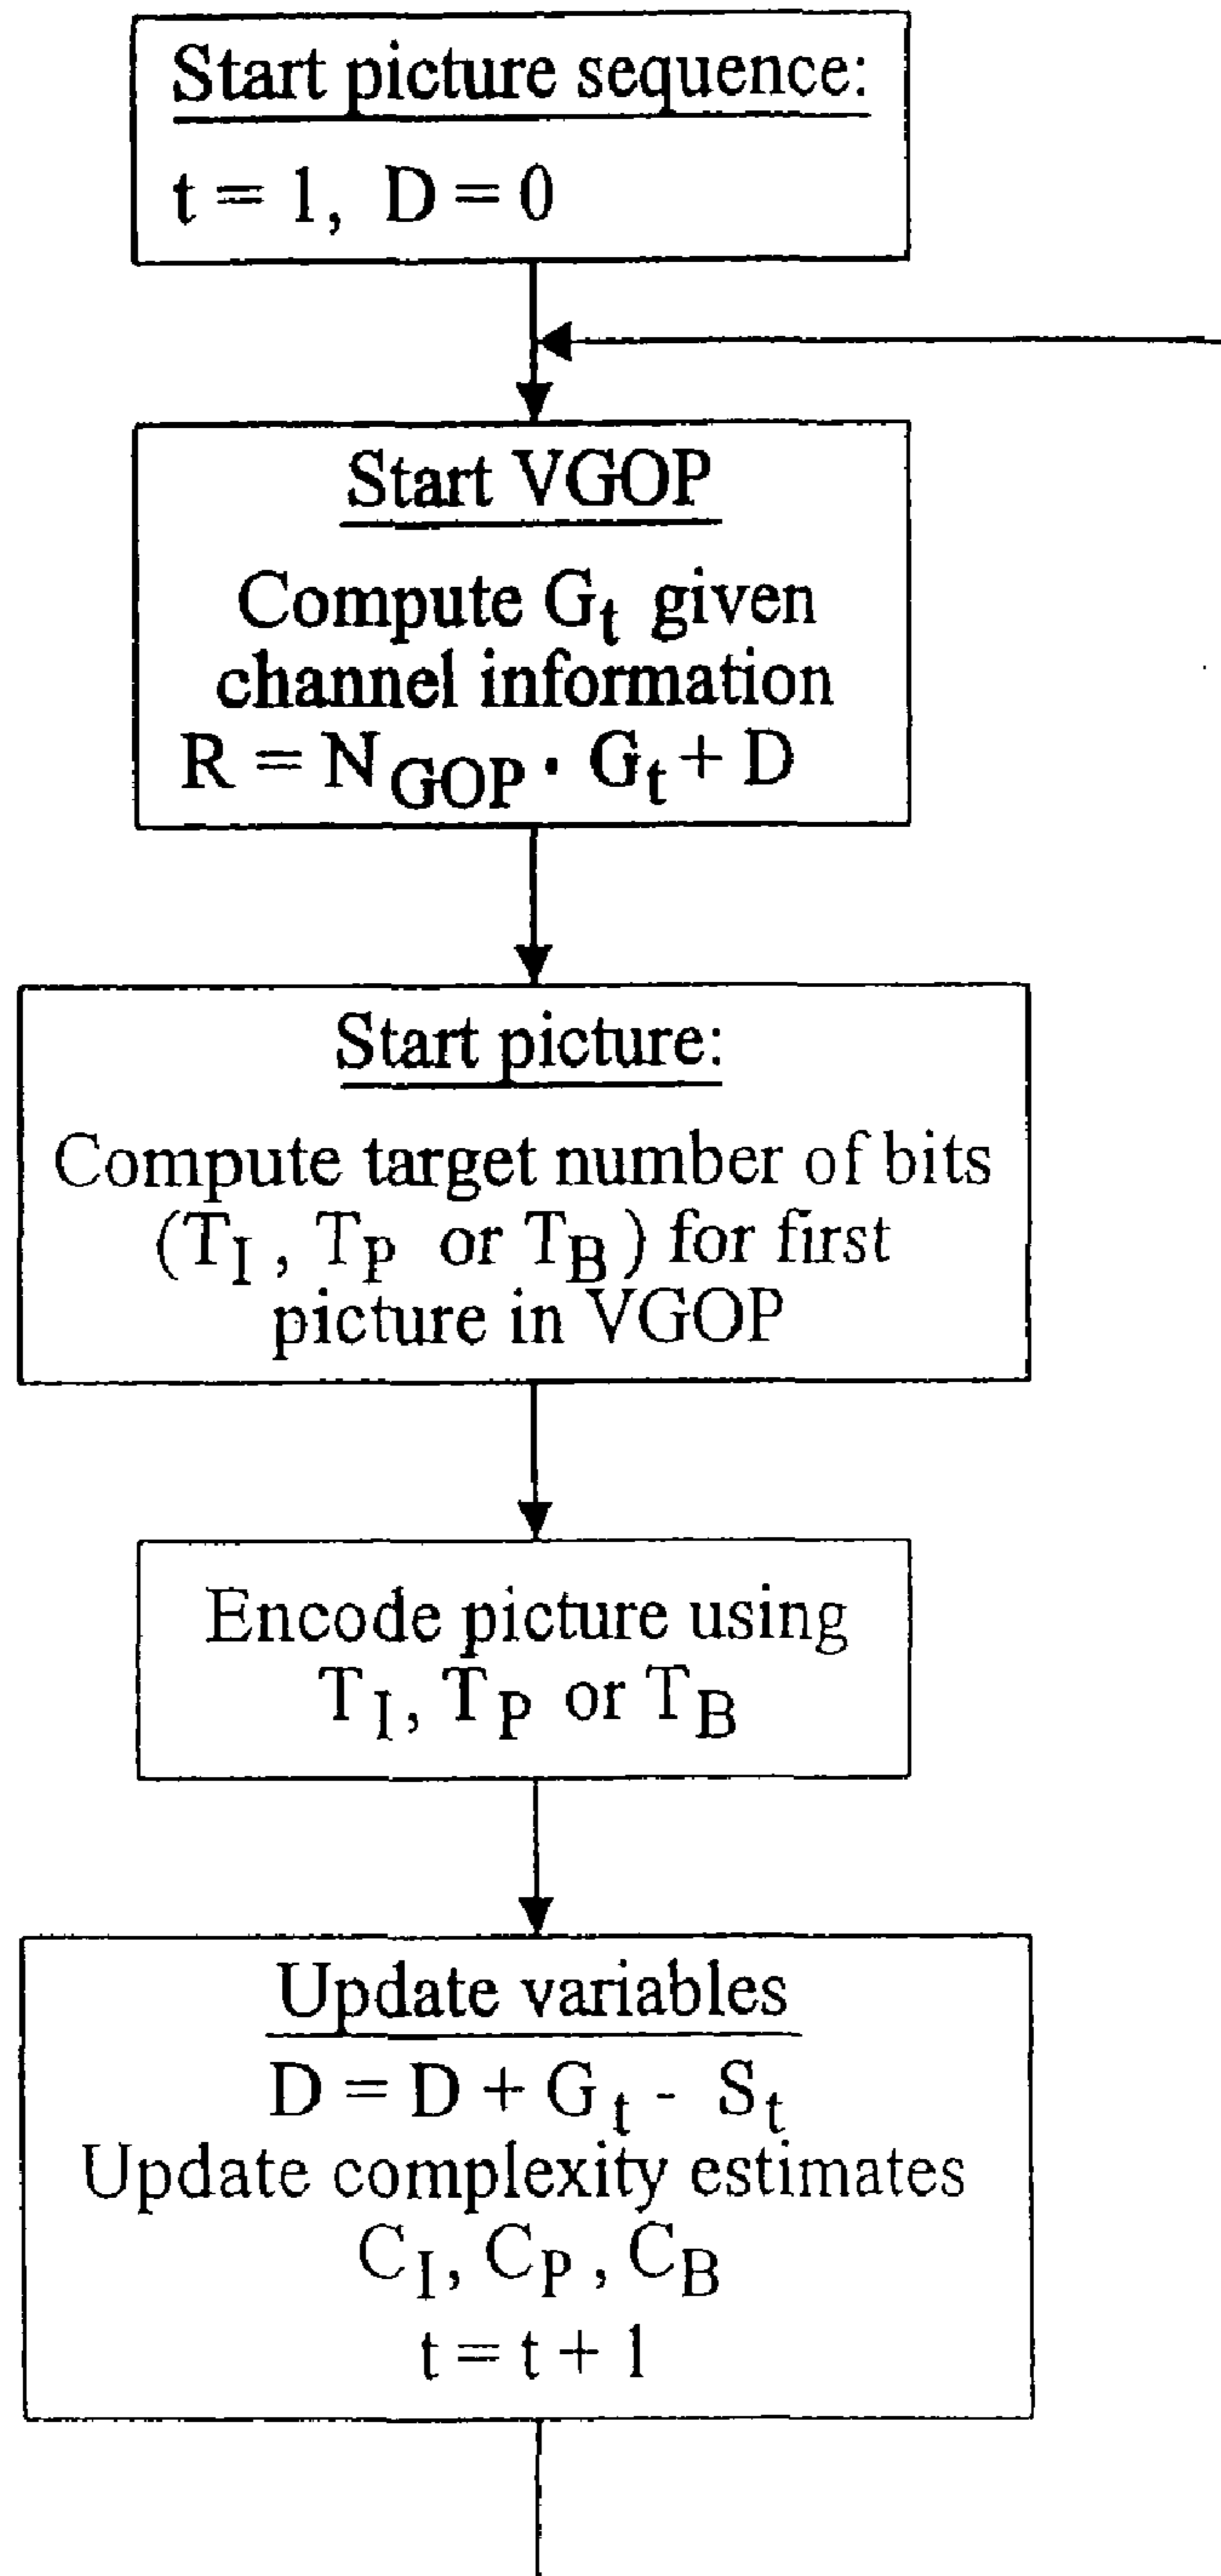 Start picture sequence:
t = 1, D = 0
Start VGOP
Compute G_t given
channel information
R = N_GOP · G_t + D
Start picture:
Compute target number of bits
(T_I , T_P or T_B ) for first
picture in VGOP
Encode picture using
T_I, T_P or T_B
Update variables
D = D + G_t - S_t
Update complexity estimates
C_I, C_P, C_B
t = t + 1